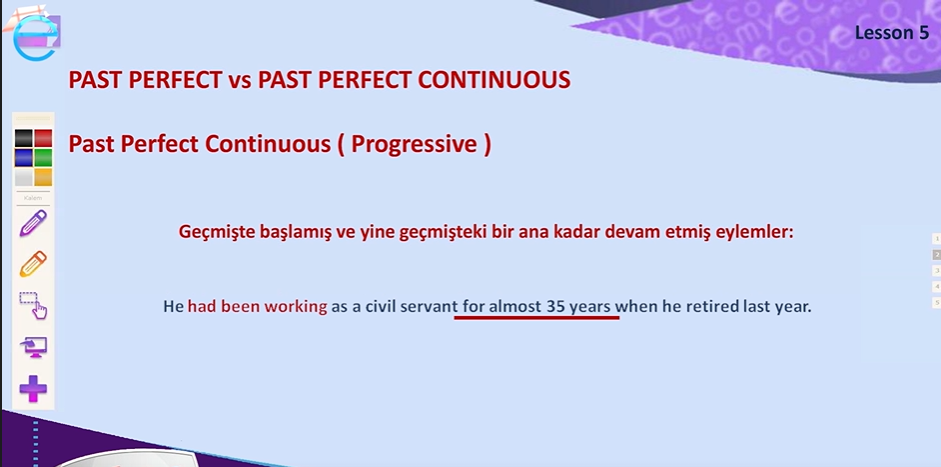 Lesson 5
PAST PERFECT vs PAST PERFECT CONTINUOUS
Past Perfect Continuous ( Progressive )
Kalem
Geçmişte başlamış ve yine geçmişteki bir ana kadar devam etmiş eylemler:
He had been working as a civil servant for almost 35 years when he retired last year.
1
2
3
4
5